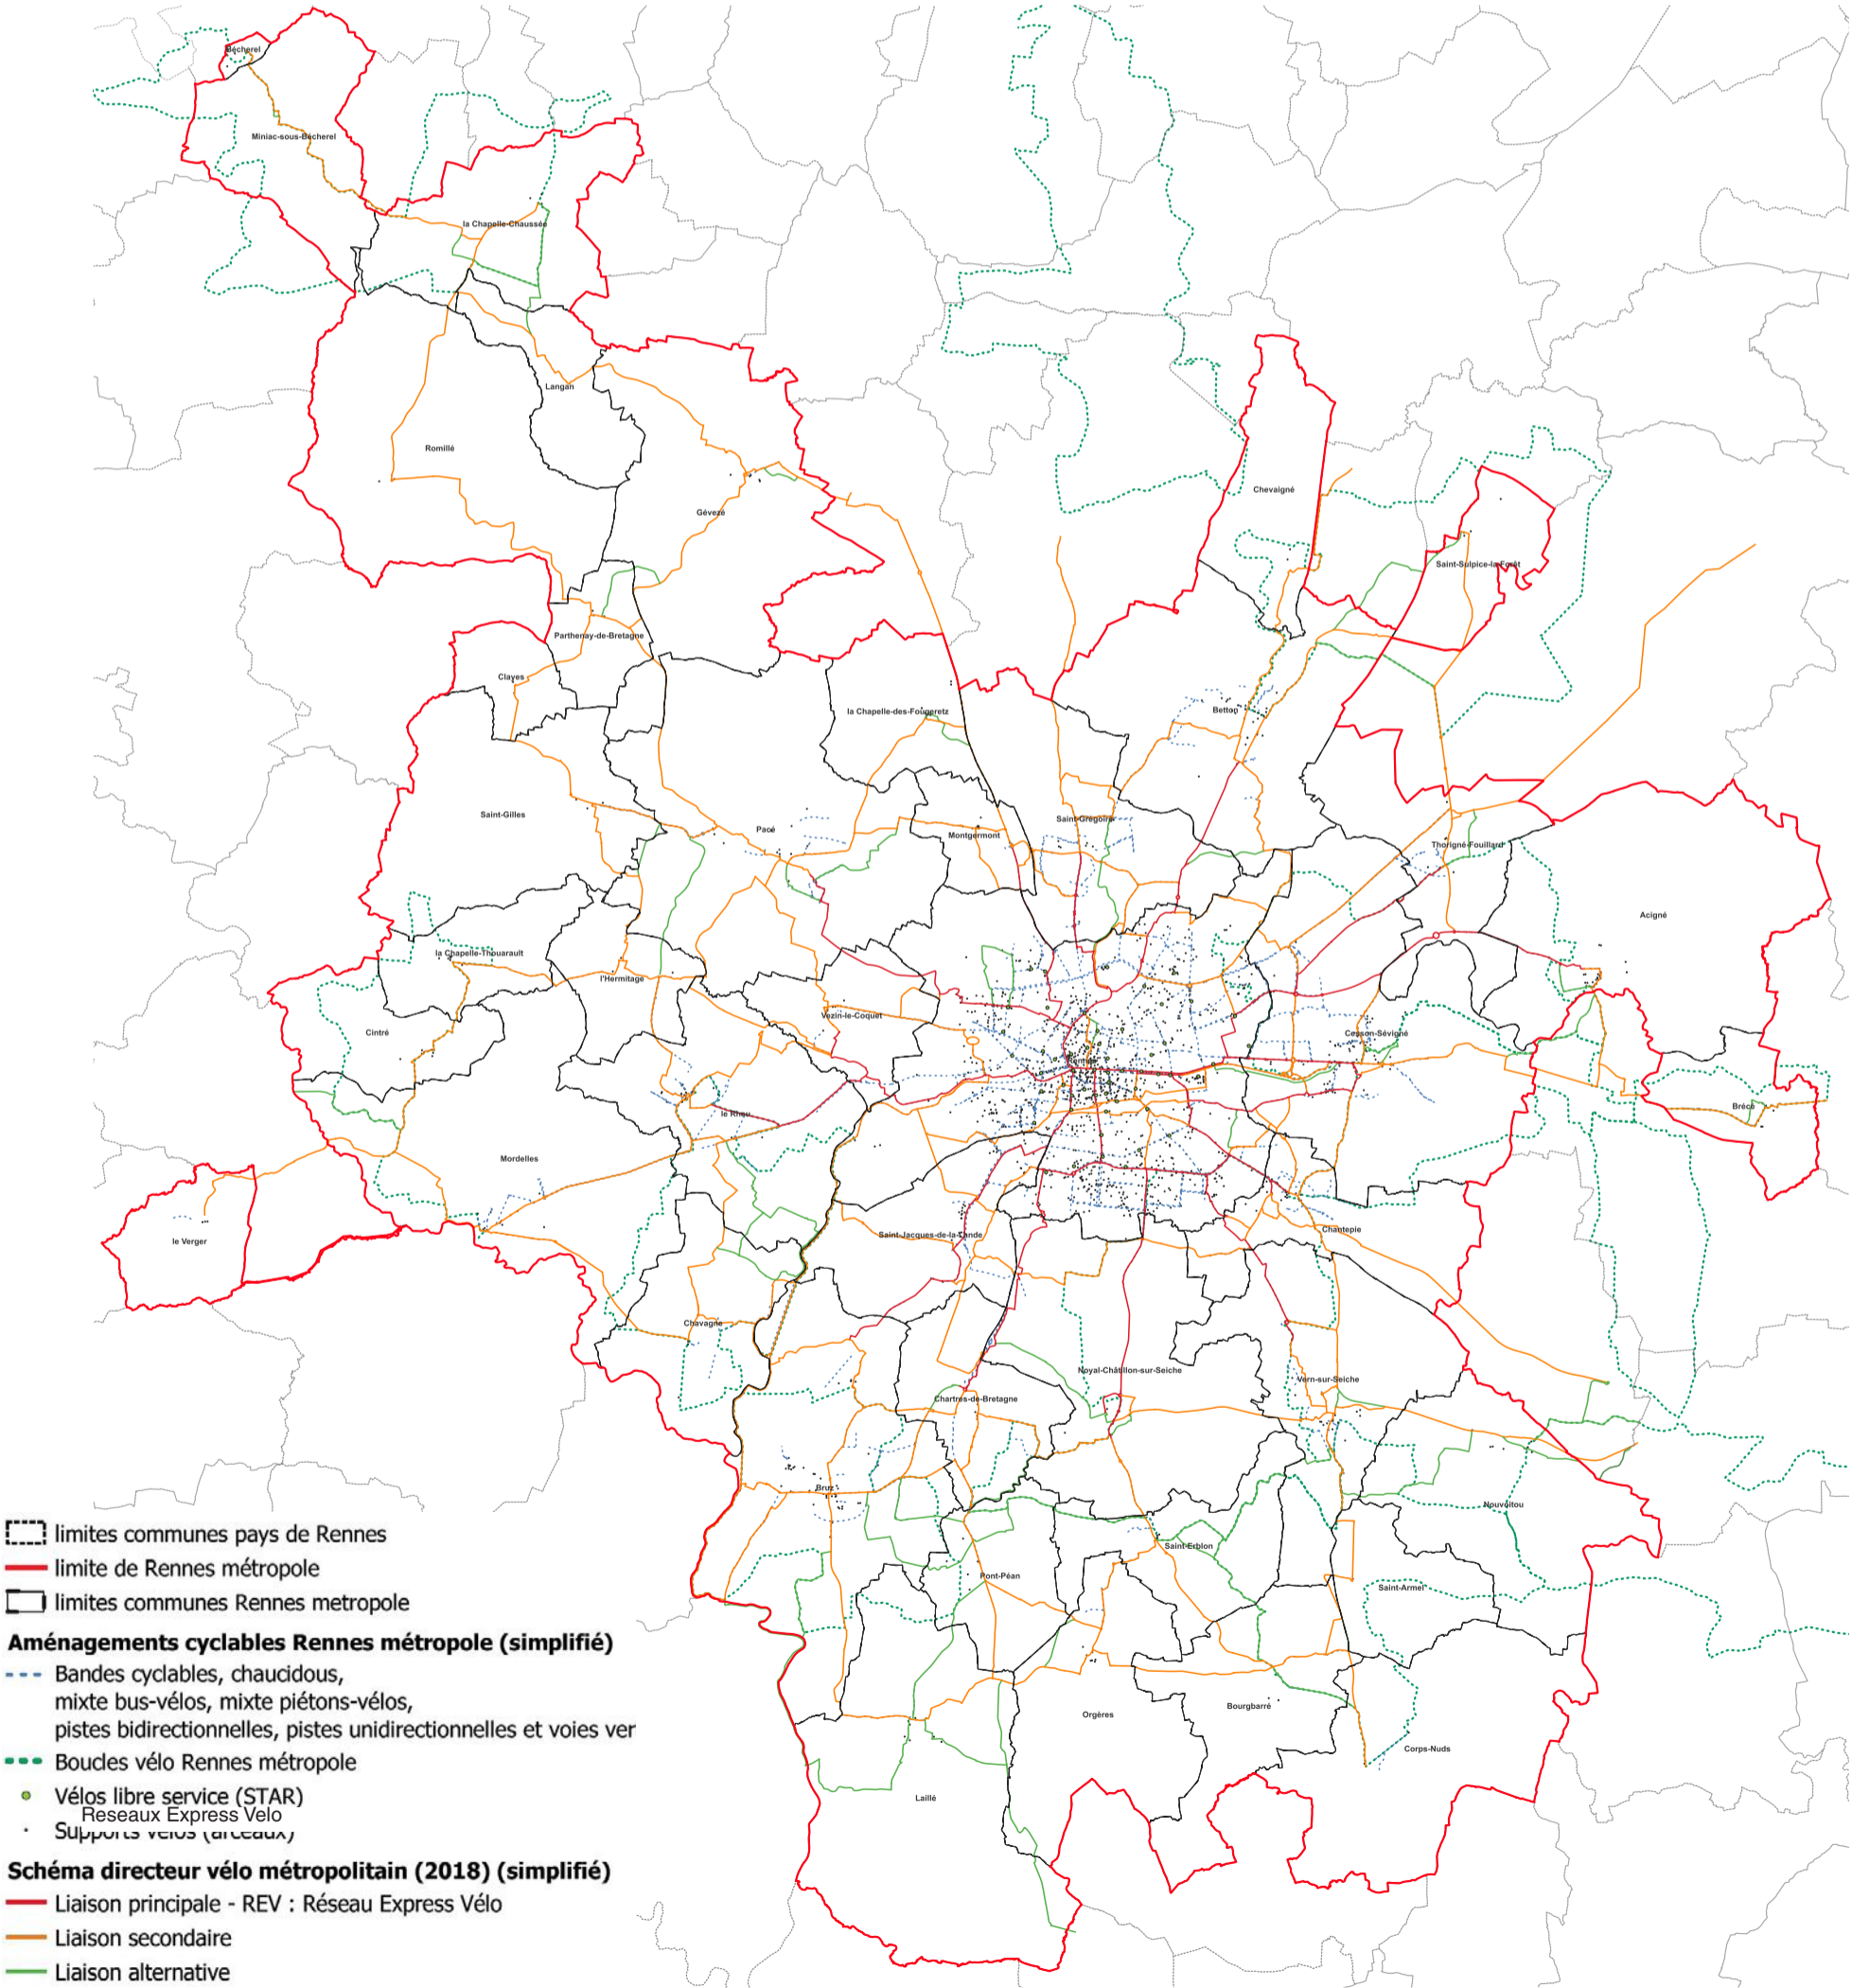 Bécherel
Miniac-sous-Bécherel
la Chapelle-Chaussée
Langan
Romillé
Gévezé
Chevaigné
Saint-Sulpice-la-Forêt
Parthenay-de-Bretagne
Clayes
la Chapelle-des-Fougeretz
Betton
Saint-Gilles
Pacé
Montgermont
Saint-Grégoire
Thorigné-Fouillard
Acigné
la Chapelle-Thouarault
l'Hermitage
Vezin-le-Coquet
Cintré
Cesson-Sévigné
Rennes
le Rheu
Brécé
Mordelles
le Verger
Saint-Jacques-de-la-Lande
Chantepie
Chavagne
Noyal-Châtillon-sur-Seiche
Vern-sur-Seiche
Chartres-de-Bretagne
Bruz
Nouvoitou
Saint-Erblon
Pont-Péan
Saint-Armel
Orgères
Bourgbarré
Corps-Nuds
Laillé
limites communes pays de Rennes
limite de Rennes métropole
limites communes Rennes metropole
Aménagements cyclables Rennes métropole (simplifié)
Bandes cyclables, chaucidous,
mixte bus-vélos, mixte piétons-vélos,
pistes bidirectionnelles, pistes unidirectionnelles et voies ver
Boucles vélo Rennes métropole
Vélos libre service (STAR)
Reseaux Express Velo
Supports vélos (arceaux)
Schéma directeur vélo métropolitain (2018) (simplifié)
Liaison principale - REV : Réseau Express Vélo
Liaison secondaire
Liaison alternative